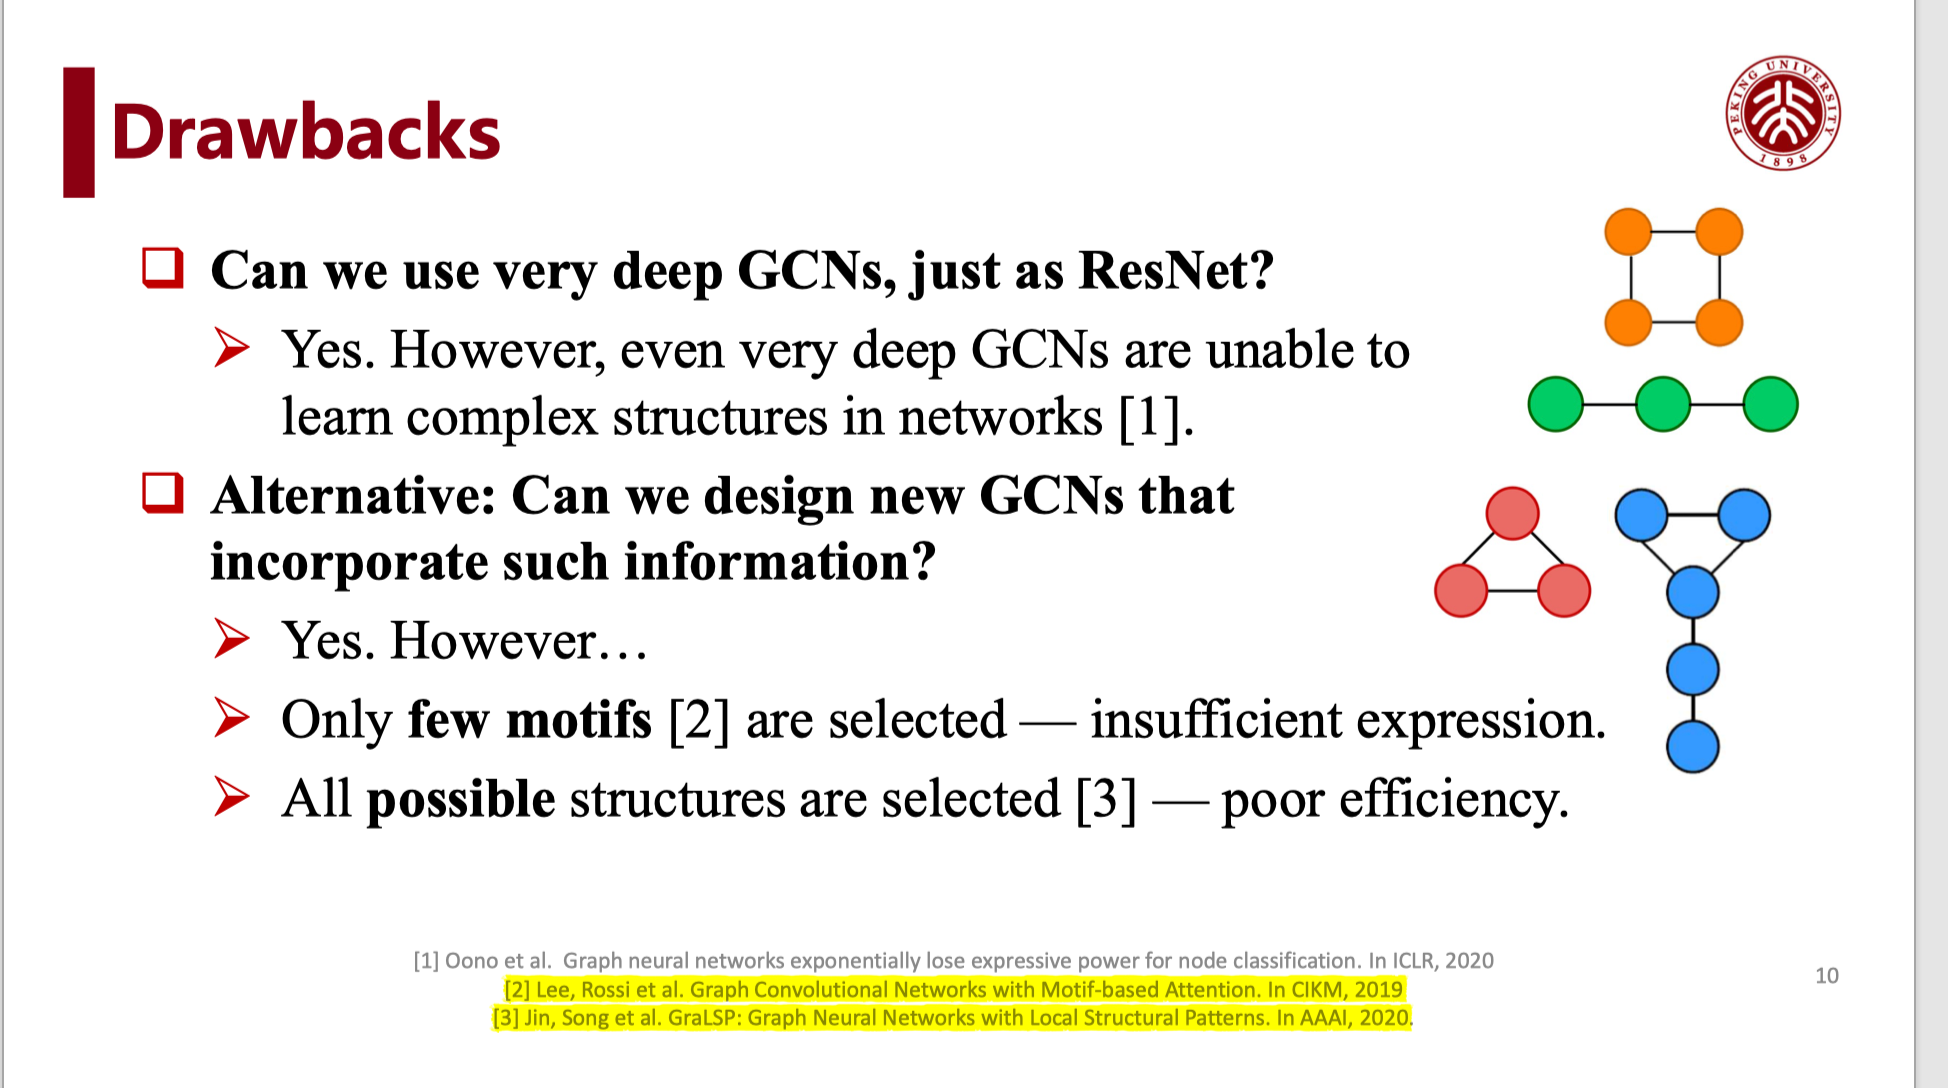 Drawbacks
PEKING UNIVERSITY
1898
Can we use very deep GCNs, just as ResNet?
Yes. However, even very deep GCNs are unable to
learn complex structures in networks [1].
Alternative: Can we design new GCNs that
incorporate such information?
Yes. However…
Only few motifs [2] are selected — insufficient expression.
All possible structures are selected [3] — poor efficiency.
[1] Oono et al.  Graph neural networks exponentially lose expressive power for node classification. In ICLR, 2020
[2] Lee, Rossi et al. Graph Convolutional Networks with Motif-based Attention. In CIKM, 2019
[3] Jin, Song et al. GraLSP: Graph Neural Networks with Local Structural Patterns. In AAAI, 2020.
10